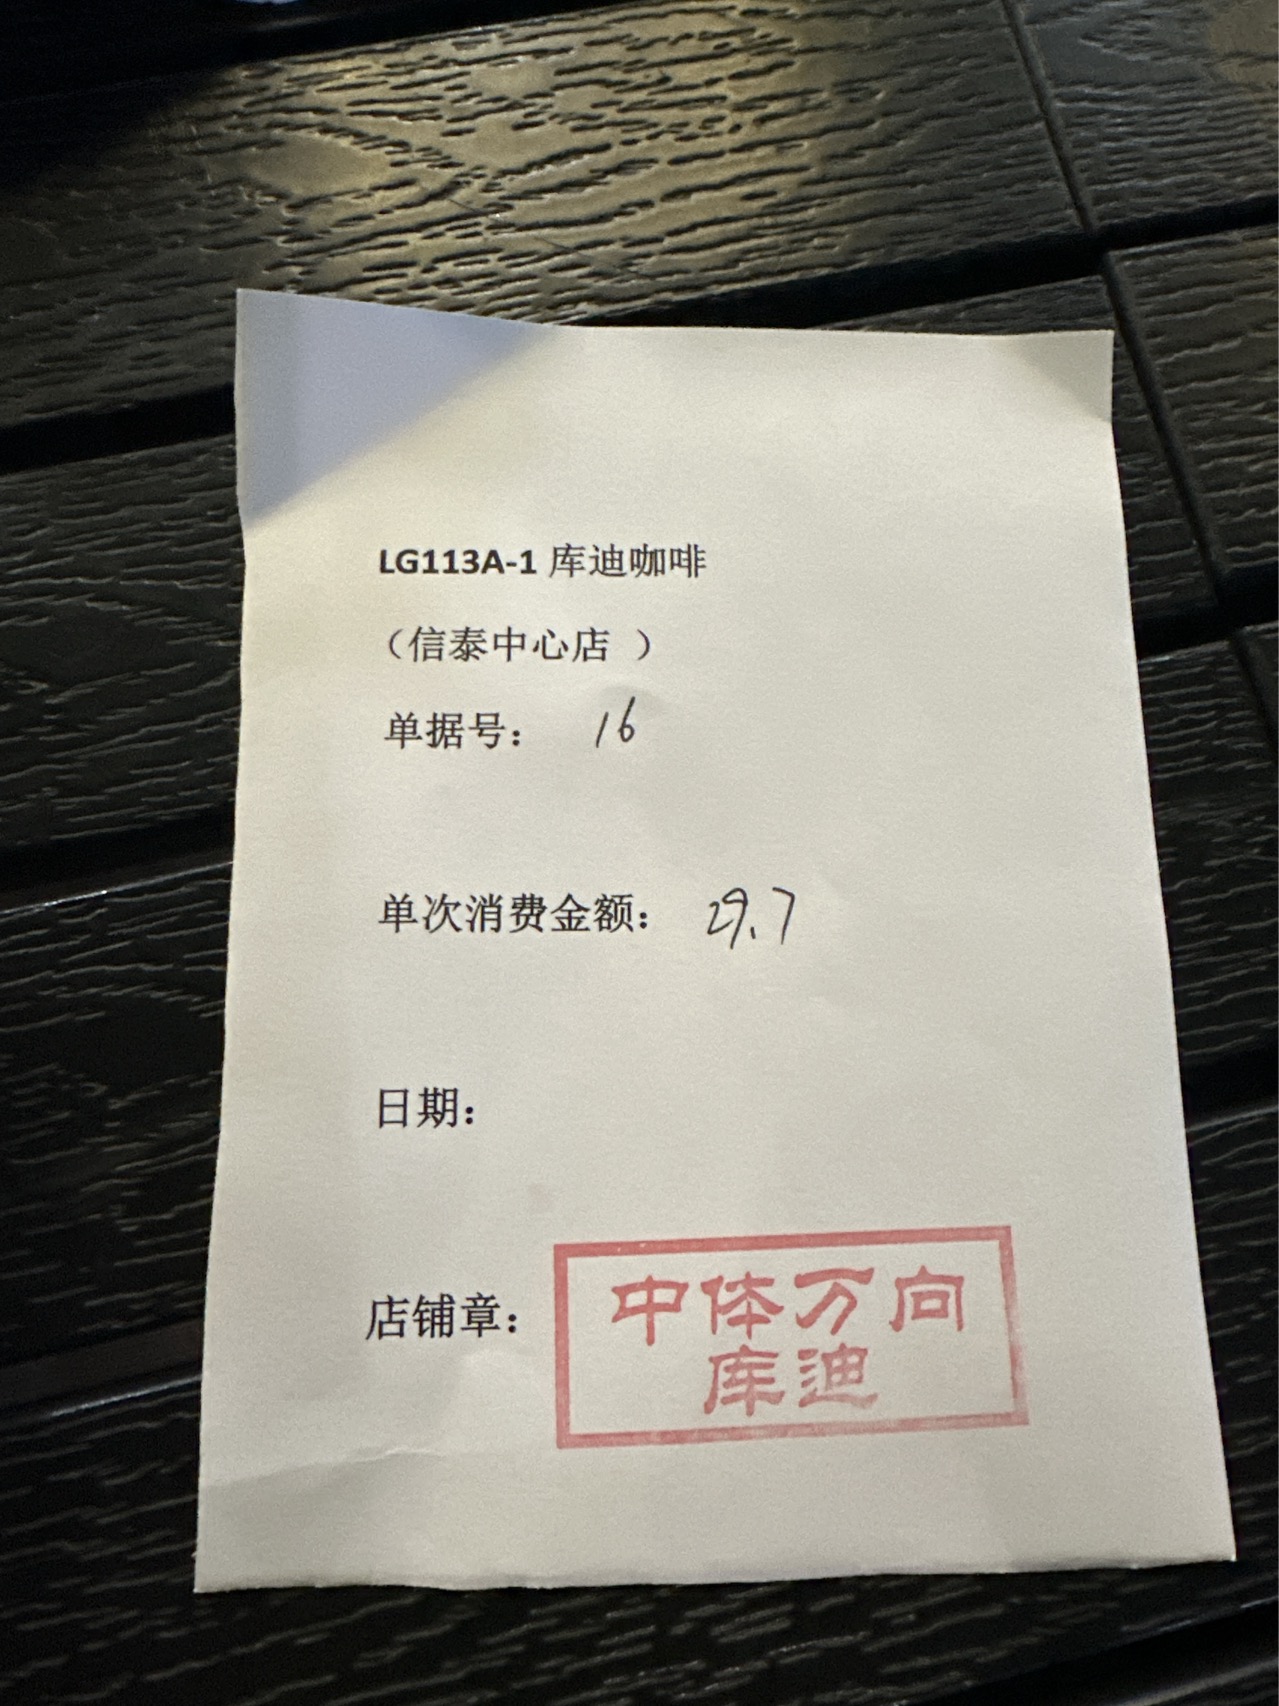 LG113A-1 库迪咖啡
（信泰中心店 ）
单据号： 16
单次消费金额： 29.7
日期：
店铺章：
中体万向
库迪